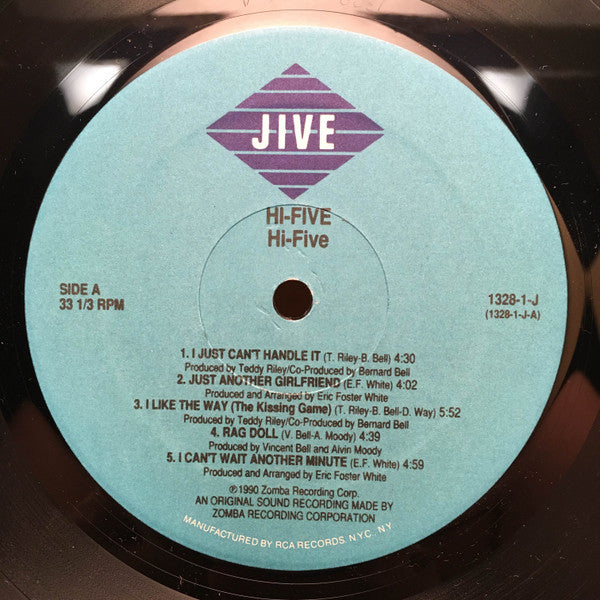 JIVE
HI-FIVE
Hi-Five
SIDE A
33 1/3 RPM
1328-1-J
(1328-1-J-A)
1. I JUST CAN'T HANDLE IT (T. Riley-B. Bell) 4:30
Produced by Teddy Riley/Co-Produced by Bernard Bell
2. JUST ANOTHER GIRLFRIEND (E.F. White) 4:02
Produced and Arranged by Eric Foster White
3. I LIKE THE WAY (The Kissing Game) (T. Riley-B. Bell-D. Way) 5:52
Produced by Teddy Riley/Co-Produced by Bernard Bell
4. RAG DOLL (V. Bell-A. Moody) 4:39
Produced by Vincent Bell and Alvin Moody
5. I CAN'T WAIT ANOTHER MINUTE (E.F. White) 4:59
Produced and Arranged by Eric Foster White
℗1990 Zomba Recording Corp.
AN ORIGINAL SOUND RECORDING MADE BY
ZOMBA RECORDING CORPORATION
MANUFACTURED BY RCA RECORDS, N.Y.C., N.Y.